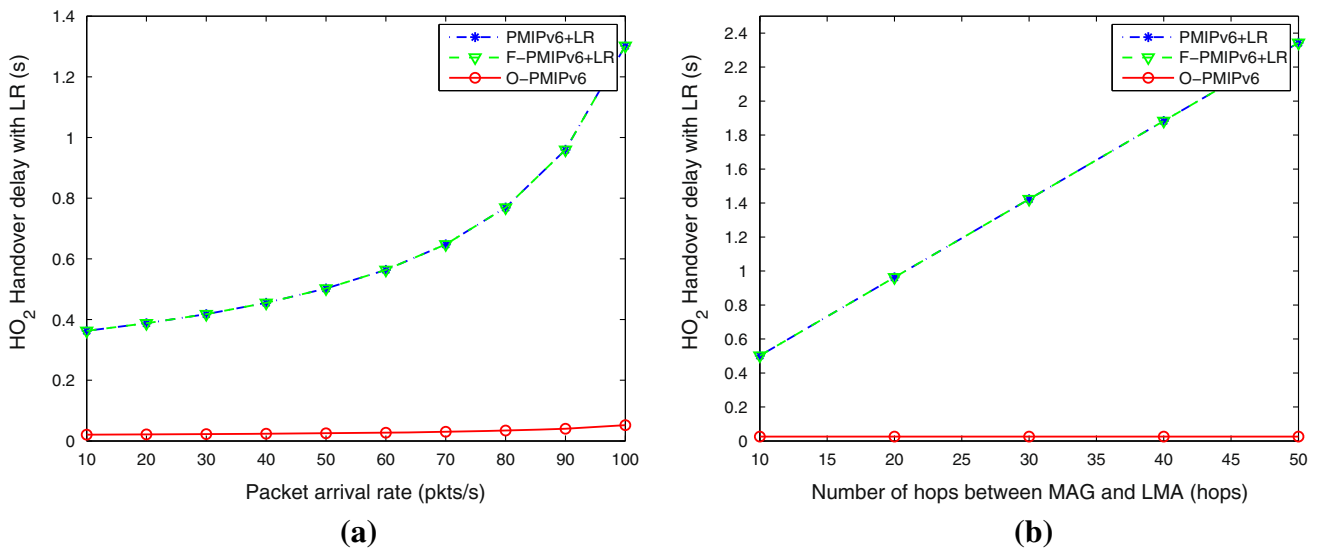 1.4
1.2
1
0.8
0.6
0.4
0.2
0
HO2 Handover delay with LR (s)
PMIPv6+LR
F−PMIPv6+LR
O−PMIPv6
10 20 30 40 50 60 70 80 90 100
Packet arrival rate (pkts/s)
(a)
2.4
2.2
2
1.8
1.6
1.4
1.2
1
0.8
0.6
0.4
0.2
0
HO2 Handover delay with LR (s)
PMIPv6+LR
F−PMIPv6+LR
O−PMIPv6
10 15 20 25 30 35 40 45 50
Number of hops between MAG and LMA (hops)
(b)